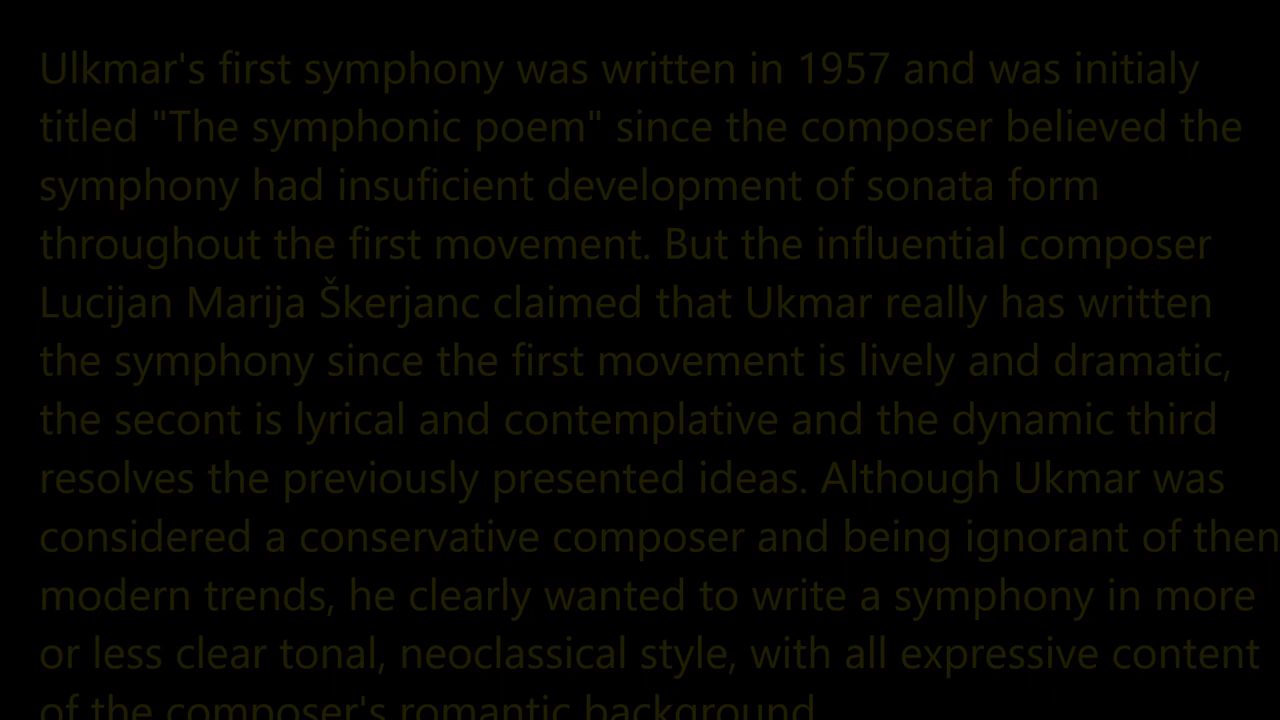 Ulkmar's first symphony was written in 1957 and was initialy
titled "The symphonic poem" since the composer believed the
symphony had insuficient development of sonata form
throughout the first movement. But the influential composer
Lucijan Marija Škerjanc claimed that Ukmar really has written
the symphony since the first movement is lively and dramatic,
the secont is lyrical and contemplative and the dynamic third
resolves the previously presented ideas. Although Ukmar was
considered a conservative composer and being ignorant of then
modern trends, he clearly wanted to write a symphony in more
or less clear tonal, neoclassical style, with all expressive content
of the composer's romantic background